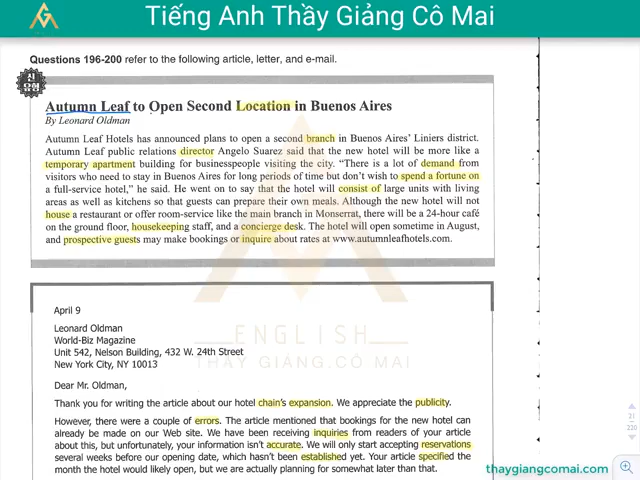 Tiếng Anh Thầy Giảng Cô Mai
Questions 196-200 refer to the following article, letter, and e-mail.
Autumn Leaf to Open Second Location in Buenos Aires
By Leonard Oldman
Autumn Leaf Hotels has announced plans to open a second branch in Buenos Aires' Liniers district.
Autumn Leaf public relations director Angelo Suarez said that the new hotel will be more like a
temporary apartment building for businesspeople visiting the city. "There is a lot of demand from
visitors who need to stay in Buenos Aires for long periods of time but don't wish to spend a fortune on
a full-service hotel," he said. He went on to say that the hotel will consist of large units with living
areas as well as kitchens so that guests can prepare their own meals. Although the new hotel will not
house a restaurant or offer room-service like the main branch in Monserrat, there will be a 24-hour café
on the ground floor, housekeeping staff, and a concierge desk. The hotel will open sometime in August,
and prospective guests may make bookings or inquire about rates at www.autumnleafhotels.com.
April 9
Leonard Oldman
World-Biz Magazine
Unit 542, Nelson Building, 432 W. 24th Street
New York City, NY 10013
ENGLISH
THẦY GIẢNG.CÔ MAI
Dear Mr. Oldman,
Thank you for writing the article about our hotel chain's expansion. We appreciate the publicity.
However, there were a couple of errors. The article mentioned that bookings for the new hotel can
already be made on our Web site. We have been receiving inquiries from readers of your article
about this, but unfortunately, your information isn't accurate. We will only start accepting reservations
several weeks before our opening date, which hasn't been established yet. Your article specified the
month the hotel would likely open, but we are actually planning for somewhat later than that.
21
220
thaygiangcomai.com